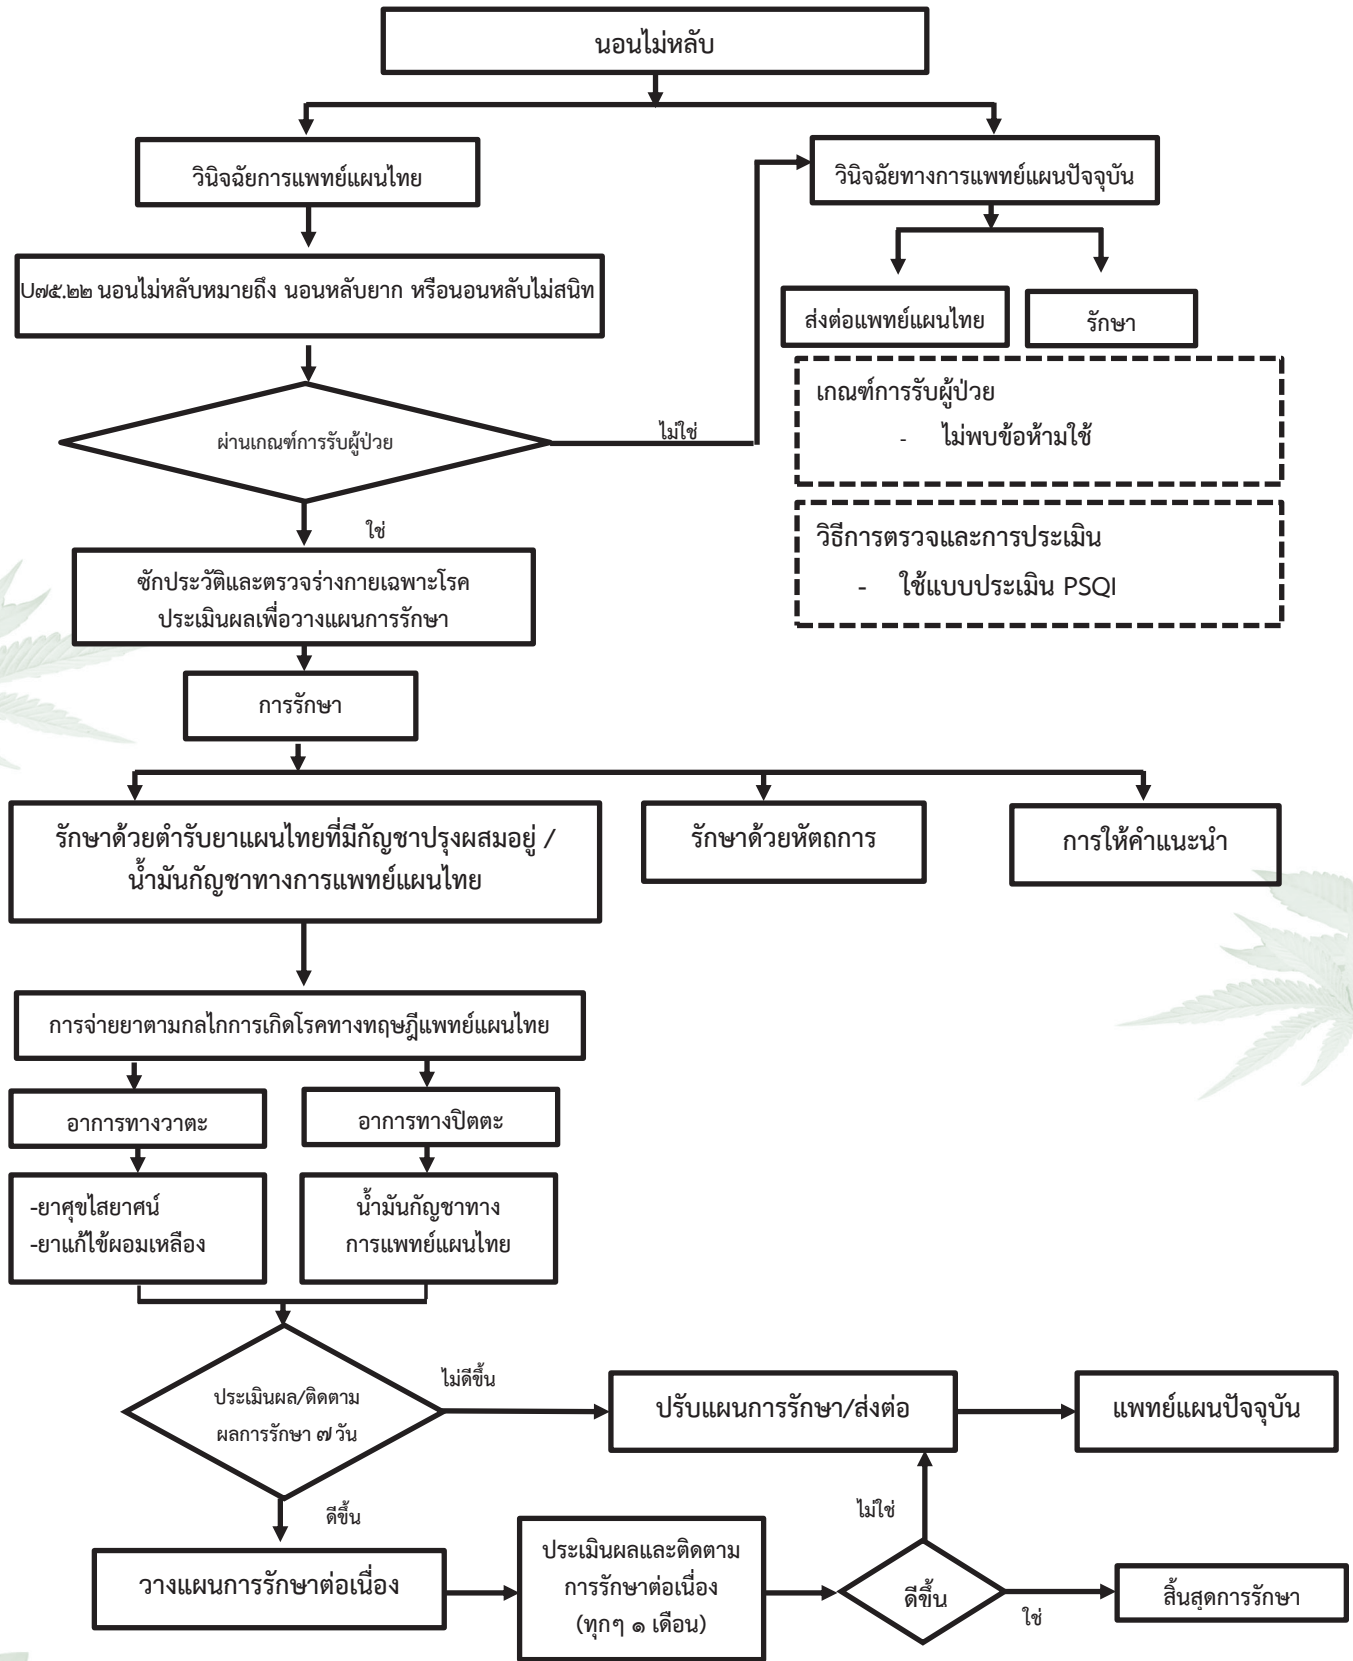 นอนไม่หลับ
วินิจฉัยการแพทย์แผนไทย
วินิจฉัยทางการแพทย์แผนปัจจุบัน
U๗๕.๒๒ นอนไม่หลับหมายถึง นอนหลับยาก หรือนอนหลับไม่สนิท
ส่งต่อแพทย์แผนไทย
รักษา
เกณฑ์การรับผู้ป่วย
- ไม่พบข้อห้ามใช้
ผ่านเกณฑ์การรับผู้ป่วย
ไม่ใช่
ใช่
วิธีการตรวจและการประเมิน
- ใช้แบบประเมิน PSQI
ซักประวัติและตรวจร่างกายเฉพาะโรค
ประเมินผลเพื่อวางแผนการรักษา
การรักษา
รักษาด้วยตำรับยาแผนไทยที่มีกัญชาปรุงผสมอยู่ /
น้ำมันกัญชาทางการแพทย์แผนไทย
รักษาด้วยหัตถการ
การให้คำแนะนำ
การจ่ายยาตามกลไกการเกิดโรคทางทฤษฎีแพทย์แผนไทย
อาการทางวาตะ
อาการทางปิตตะ
-ยาศุขไสยาศน์
-ยาแก้ไข้ผอมเหลือง
น้ำมันกัญชาทาง
การแพทย์แผนไทย
ประเมินผล/ติดตาม
ผลการรักษา ๗ วัน
ไม่ดีขึ้น
ปรับแผนการรักษา/ส่งต่อ
แพทย์แผนปัจจุบัน
ดีขึ้น
ไม่ใช่
วางแผนการรักษาต่อเนื่อง
ประเมินผลและติดตาม
การรักษาต่อเนื่อง
(ทุกๆ ๑ เดือน)
ดีขึ้น
ใช่
สิ้นสุดการรักษา